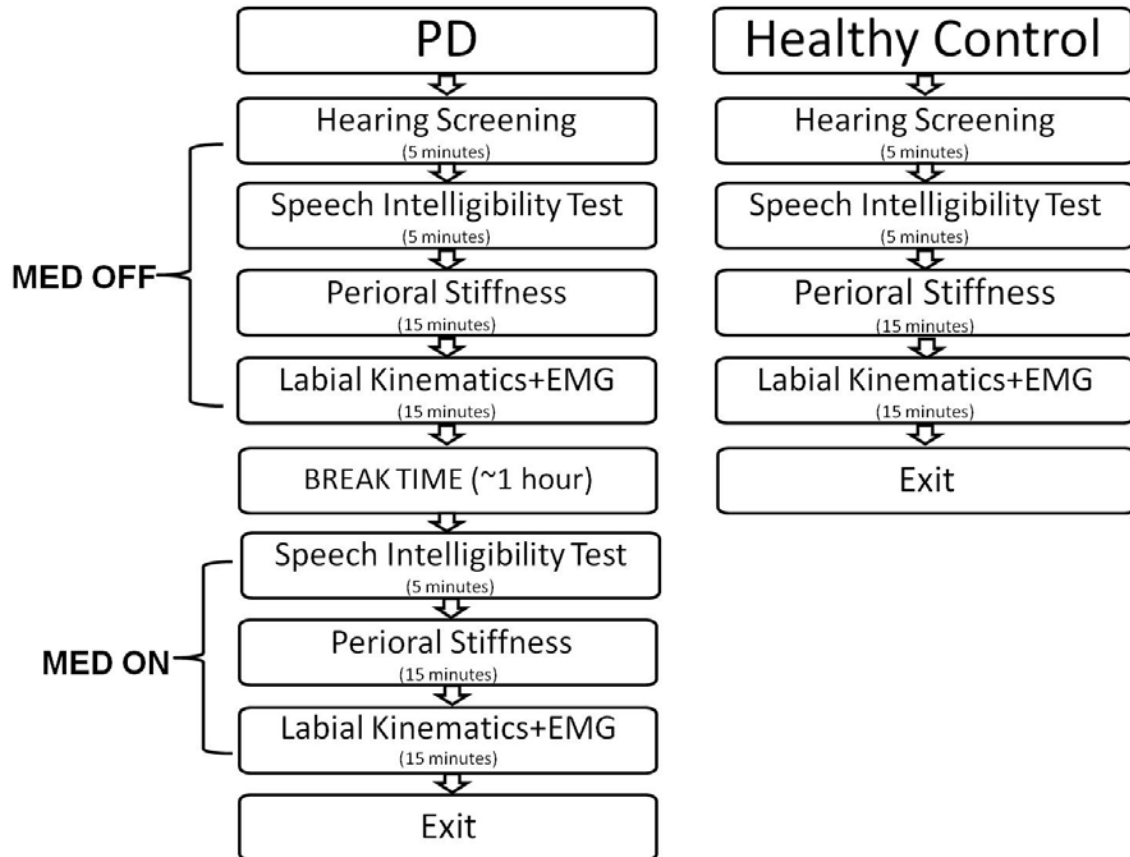 PD
Hearing Screening
(5 minutes)
Speech Intelligibility Test
(5 minutes)
Perioral Stiffness
(15 minutes)
Labial Kinematics+EMG
(15 minutes)
MED OFF
BREAK TIME (~1 hour)
Speech Intelligibility Test
(5 minutes)
Perioral Stiffness
(15 minutes)
Labial Kinematics+EMG
(15 minutes)
MED ON
Exit
Healthy Control
Hearing Screening
(5 minutes)
Speech Intelligibility Test
(5 minutes)
Perioral Stiffness
(15 minutes)
Labial Kinematics+EMG
(15 minutes)
Exit